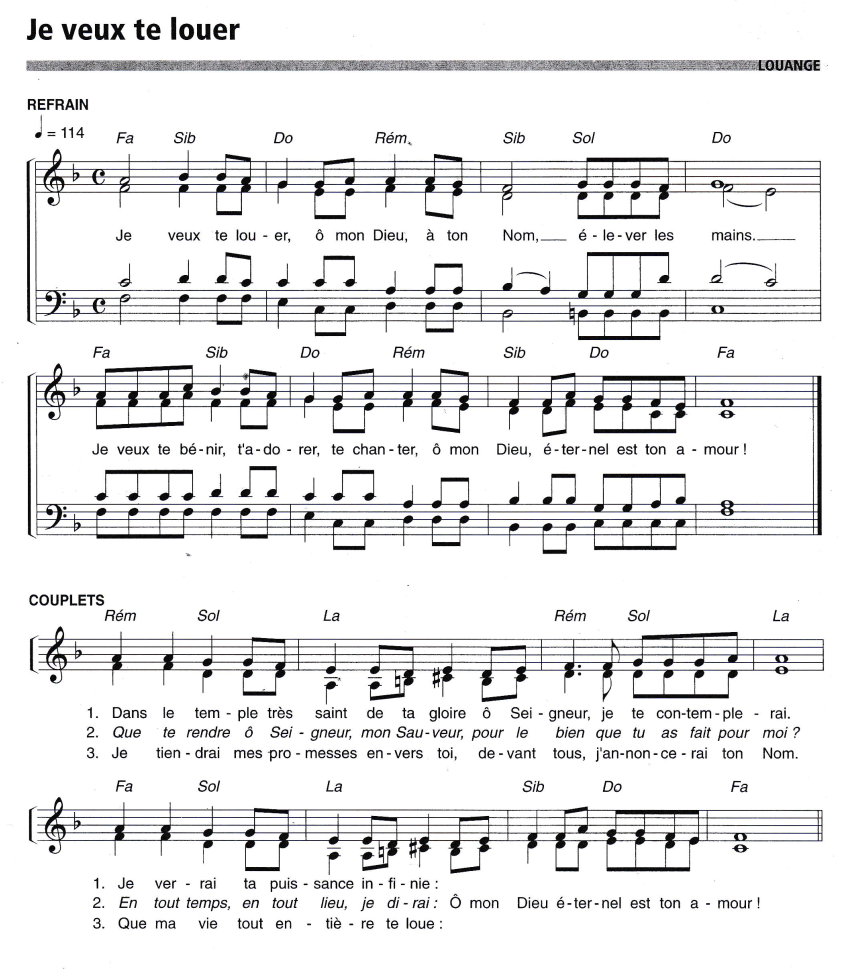 Je veux te louer
LOUANGE
REFRAIN
♩ = 114
Fa Sib Do Rém Sib Sol Do
Je veux te lou - er, ô mon Dieu, à ton Nom,___ é - le - ver les mains.____
Fa Sib Do Rém Sib Do Fa
Je veux te bé - nir, t'a - do - rer, te chan - ter, ô mon Dieu, é - ter - nel est ton a - mour !
COUPLETS
Rém Sol La Rém Sol La
1. Dans le tem - ple très saint de ta gloire ô Sei - gneur, je te con - tem - ple - rai.
2. Que te rendre ô Sei - gneur, mon Sau - veur, pour le bien que tu as fait pour moi ?
3. Je tien - drai mes pro - messes en - vers toi, de - vant tous, j'an - non - ce - rai ton Nom.
Fa Sol La Sib Do Fa
1. Je ver - rai ta puis - sance in - fi - nie :
2. En tout temps, en tout lieu, je di - rai : Ô mon Dieu é - ter - nel est ton a - mour !
3. Que ma vie tout en - tiè - re te loue :